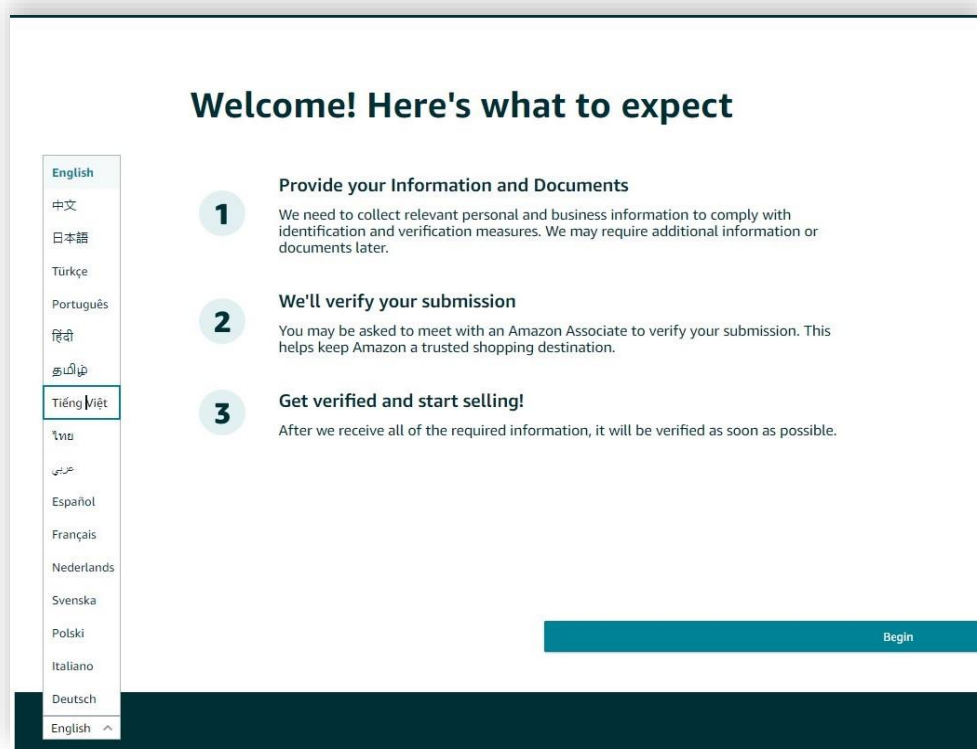 Welcome! Here's what to expect
English
中文
日本語
Türkçe
Português
हिंदी
தமிழ்
Tiếng Việt
ไทย
عربي
Español
Français
Nederlands
Svenska
Polski
Italiano
Deutsch
English
1
Provide your Information and Documents
We need to collect relevant personal and business information to comply with
identification and verification measures. We may require additional information or
documents later.
2
We'll verify your submission
You may be asked to meet with an Amazon Associate to verify your submission. This
helps keep Amazon a trusted shopping destination.
3
Get verified and start selling!
After we receive all of the required information, it will be verified as soon as possible.
Begin